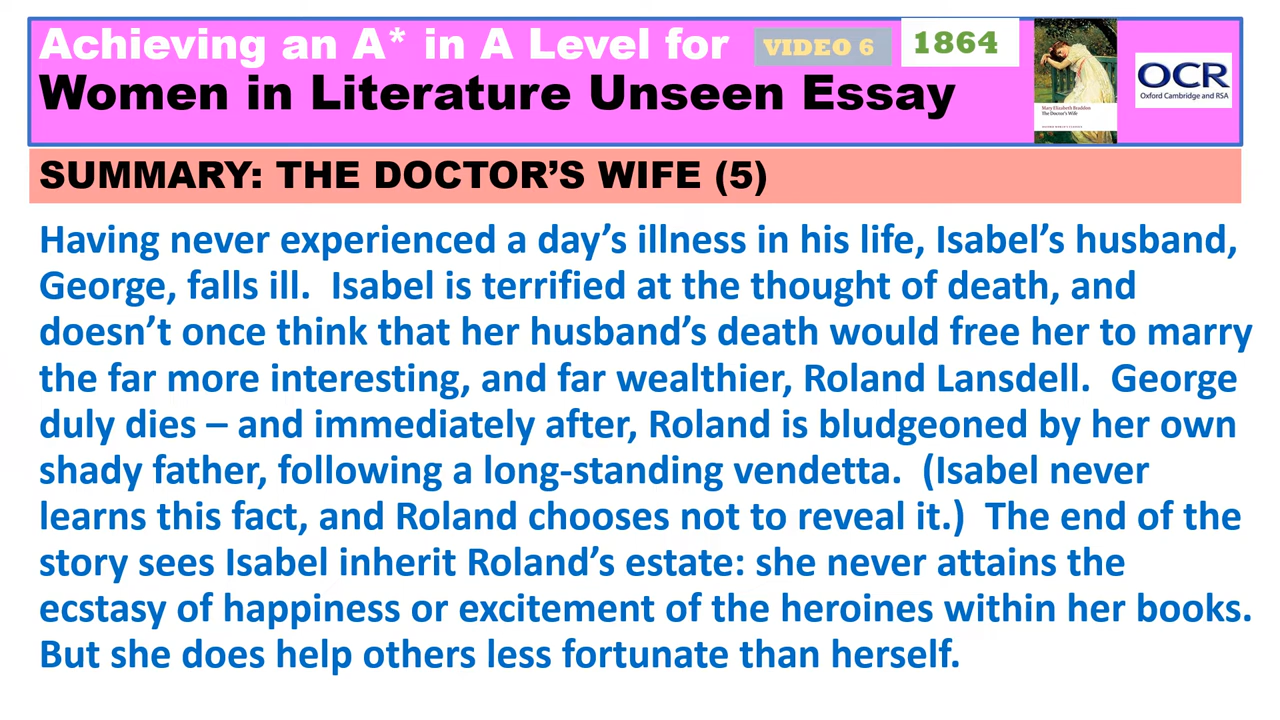 Achieving an A* in A Level for
VIDEO 6
1864
Women in Literature Unseen Essay
Mary Elizabeth Braddon
The Doctor's Wife
OCR
Oxford Cambridge and RSA
SUMMARY: THE DOCTOR'S WIFE (5)
Having never experienced a day's illness in his life, Isabel's husband,
George, falls ill.  Isabel is terrified at the thought of death, and
doesn't once think that her husband's death would free her to marry
the far more interesting, and far wealthier, Roland Lansdell.  George
duly dies – and immediately after, Roland is bludgeoned by her own
shady father, following a long-standing vendetta.  (Isabel never
learns this fact, and Roland chooses not to reveal it.)  The end of the
story sees Isabel inherit Roland's estate: she never attains the
ecstasy of happiness or excitement of the heroines within her books.
But she does help others less fortunate than herself.